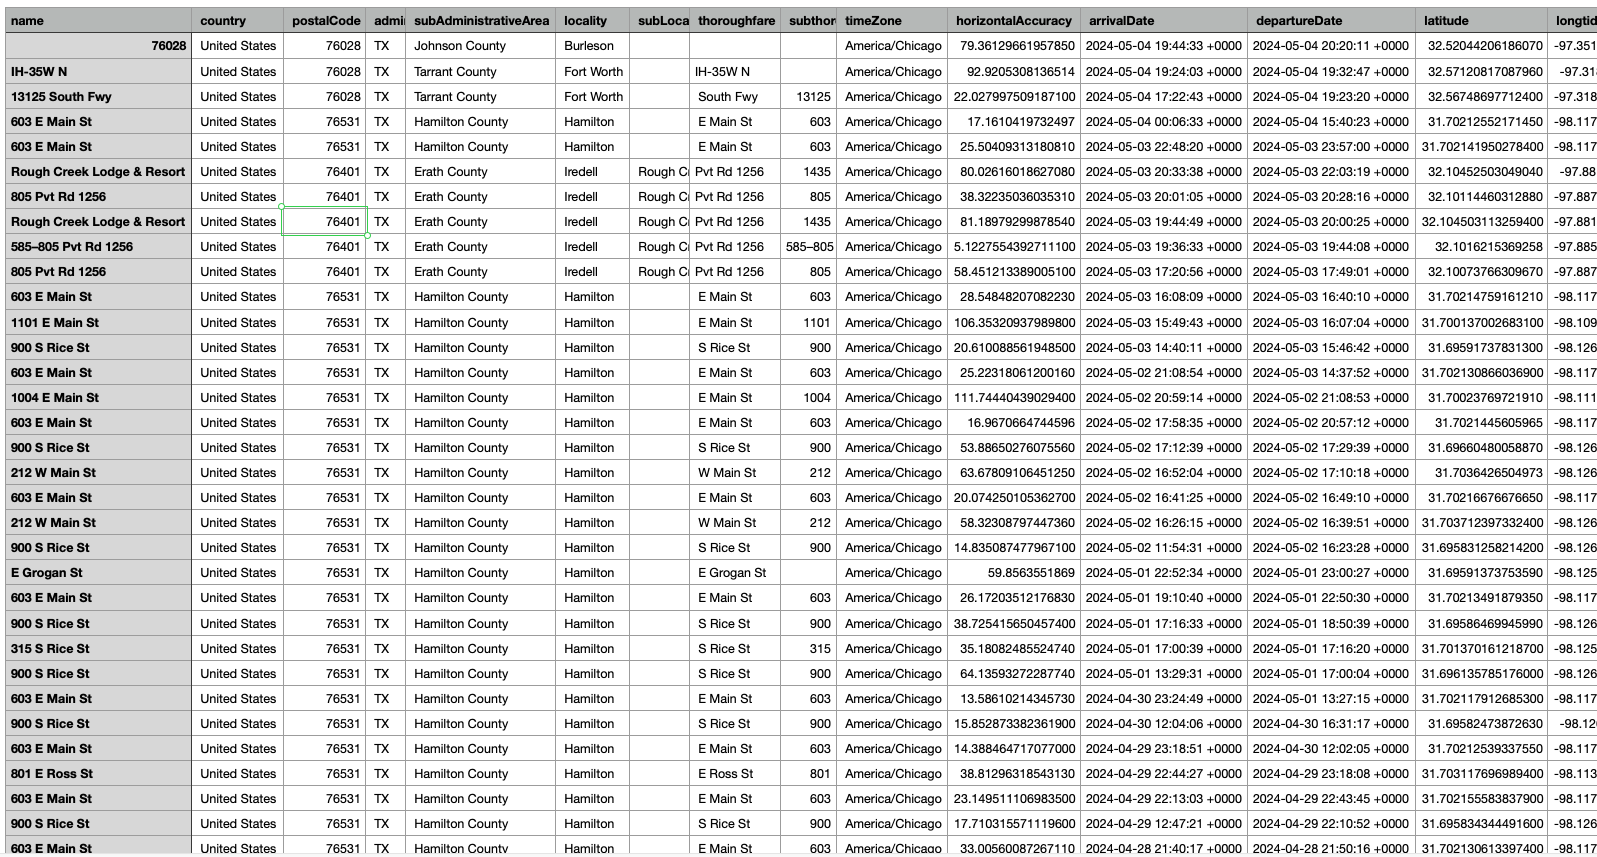 name country postalCode admi subAdministrativeArea locality subLoca thoroughfare subthor timeZone horizontalAccuracy arrivalDate departureDate latitude longtid
76028 United States 76028 TX Johnson County Burleson America/Chicago 79.36129661957850 2024-05-04 19:44:33 +0000 2024-05-04 20:20:11 +0000 32.52044206186070 -97.351
IH-35W N United States 76028 TX Tarrant County Fort Worth IH-35W N America/Chicago 92.9205308136514 2024-05-04 19:24:03 +0000 2024-05-04 19:32:47 +0000 32.57120817087960 -97.31
13125 South Fwy United States 76028 TX Tarrant County Fort Worth South Fwy 13125 America/Chicago 22.027997509187100 2024-05-04 17:22:43 +0000 2024-05-04 19:23:20 +0000 32.56748697712400 -97.318
603 E Main St United States 76531 TX Hamilton County Hamilton E Main St 603 America/Chicago 17.1610419732497 2024-05-04 00:06:33 +0000 2024-05-04 15:40:23 +0000 31.70212552171450 -98.117
603 E Main St United States 76531 TX Hamilton County Hamilton E Main St 603 America/Chicago 25.50409313180810 2024-05-03 22:48:20 +0000 2024-05-03 23:57:00 +0000 31.702141950278400 -98.117
Rough Creek Lodge & Resort United States 76401 TX Erath County Iredell Rough C Pvt Rd 1256 1435 America/Chicago 80.02616018627080 2024-05-03 20:33:38 +0000 2024-05-03 22:03:19 +0000 32.10452503049040 -97.88
805 Pvt Rd 1256 United States 76401 TX Erath County Iredell Rough C Pvt Rd 1256 805 America/Chicago 38.32235036035310 2024-05-03 20:01:05 +0000 2024-05-03 20:28:16 +0000 32.10114460312880 -97.887
Rough Creek Lodge & Resort United States 76401 TX Erath County Iredell Rough C Pvt Rd 1256 1435 America/Chicago 81.18979299878540 2024-05-03 19:44:49 +0000 2024-05-03 20:00:25 +0000 32.104503113259400 -97.881
585–805 Pvt Rd 1256 United States 76401 TX Erath County Iredell Rough C Pvt Rd 1256 585–805 America/Chicago 5.1227554392711100 2024-05-03 19:36:33 +0000 2024-05-03 19:44:08 +0000 32.1016215369258 -97.885
805 Pvt Rd 1256 United States 76401 TX Erath County Iredell Rough C Pvt Rd 1256 805 America/Chicago 58.451213389005100 2024-05-03 17:20:56 +0000 2024-05-03 17:49:01 +0000 32.10073766309670 -97.887
603 E Main St United States 76531 TX Hamilton County Hamilton E Main St 603 America/Chicago 28.54848207082230 2024-05-03 16:08:09 +0000 2024-05-03 16:40:10 +0000 31.70214759161210 -98.117
1101 E Main St United States 76531 TX Hamilton County Hamilton E Main St 1101 America/Chicago 106.35320937989800 2024-05-03 15:49:43 +0000 2024-05-03 16:07:04 +0000 31.700137002683100 -98.109
900 S Rice St United States 76531 TX Hamilton County Hamilton S Rice St 900 America/Chicago 20.610088561948500 2024-05-03 14:40:11 +0000 2024-05-03 15:46:42 +0000 31.69591737831300 -98.126
603 E Main St United States 76531 TX Hamilton County Hamilton E Main St 603 America/Chicago 25.22318061200160 2024-05-02 21:08:54 +0000 2024-05-03 14:37:52 +0000 31.702130866036900 -98.117
1004 E Main St United States 76531 TX Hamilton County Hamilton E Main St 1004 America/Chicago 111.74440439029400 2024-05-02 20:59:14 +0000 2024-05-02 21:08:53 +0000 31.70023769721910 -98.111
603 E Main St United States 76531 TX Hamilton County Hamilton E Main St 603 America/Chicago 16.9670664744596 2024-05-02 17:58:35 +0000 2024-05-02 20:57:12 +0000 31.7021445605965 -98.117
900 S Rice St United States 76531 TX Hamilton County Hamilton S Rice St 900 America/Chicago 53.88650276075560 2024-05-02 17:12:39 +0000 2024-05-02 17:29:39 +0000 31.69660480058870 -98.126
212 W Main St United States 76531 TX Hamilton County Hamilton W Main St 212 America/Chicago 63.67809106451250 2024-05-02 16:52:04 +0000 2024-05-02 17:10:18 +0000 31.7036426504973 -98.126
603 E Main St United States 76531 TX Hamilton County Hamilton E Main St 603 America/Chicago 20.074250105362700 2024-05-02 16:41:25 +0000 2024-05-02 16:49:10 +0000 31.70216676676650 -98.117
212 W Main St United States 76531 TX Hamilton County Hamilton W Main St 212 America/Chicago 58.32308797447360 2024-05-02 16:26:15 +0000 2024-05-02 16:39:51 +0000 31.703712397332400 -98.126
900 S Rice St United States 76531 TX Hamilton County Hamilton S Rice St 900 America/Chicago 14.835087477967100 2024-05-02 11:54:31 +0000 2024-05-02 16:23:28 +0000 31.695831258214200 -98.126
E Grogan St United States 76531 TX Hamilton County Hamilton E Grogan St America/Chicago 59.8563551869 2024-05-01 22:52:34 +0000 2024-05-01 23:00:27 +0000 31.69591373753590 -98.125
603 E Main St United States 76531 TX Hamilton County Hamilton E Main St 603 America/Chicago 26.17203512176830 2024-05-01 19:10:40 +0000 2024-05-01 22:50:30 +0000 31.70213491879350 -98.117
900 S Rice St United States 76531 TX Hamilton County Hamilton S Rice St 900 America/Chicago 38.725415650457400 2024-05-01 17:16:33 +0000 2024-05-01 18:50:39 +0000 31.69586469945990 -98.126
315 S Rice St United States 76531 TX Hamilton County Hamilton S Rice St 315 America/Chicago 35.18082485524740 2024-05-01 17:00:39 +0000 2024-05-01 17:16:20 +0000 31.701370161218700 -98.125
900 S Rice St United States 76531 TX Hamilton County Hamilton S Rice St 900 America/Chicago 64.13593272287740 2024-05-01 13:29:31 +0000 2024-05-01 17:00:04 +0000 31.696135785176000 -98.126
603 E Main St United States 76531 TX Hamilton County Hamilton E Main St 603 America/Chicago 13.58610214345730 2024-04-30 23:24:49 +0000 2024-05-01 13:27:15 +0000 31.702117912685300 -98.117
900 S Rice St United States 76531 TX Hamilton County Hamilton S Rice St 900 America/Chicago 15.852873382361900 2024-04-30 12:04:06 +0000 2024-04-30 16:31:17 +0000 31.69582473872630 -98.12
603 E Main St United States 76531 TX Hamilton County Hamilton E Main St 603 America/Chicago 14.388464717077000 2024-04-29 23:18:51 +0000 2024-04-30 12:02:05 +0000 31.70212539337550 -98.117
801 E Ross St United States 76531 TX Hamilton County Hamilton E Ross St 801 America/Chicago 38.81296318543130 2024-04-29 22:44:27 +0000 2024-04-29 23:18:08 +0000 31.703117696989400 -98.113
603 E Main St United States 76531 TX Hamilton County Hamilton E Main St 603 America/Chicago 23.149511106983500 2024-04-29 22:13:03 +0000 2024-04-29 22:43:45 +0000 31.702155583837900 -98.117
900 S Rice St United States 76531 TX Hamilton County Hamilton S Rice St 900 America/Chicago 17.710315571119600 2024-04-29 12:47:21 +0000 2024-04-29 22:10:52 +0000 31.695834344491600 -98.126
603 E Main St United States 76531 TX Hamilton County Hamilton E Main St 603 America/Chicago 33.00560087267110 2024-04-28 21:40:17 +0000 2024-04-28 21:50:16 +0000 31.702130613397400 -98.117